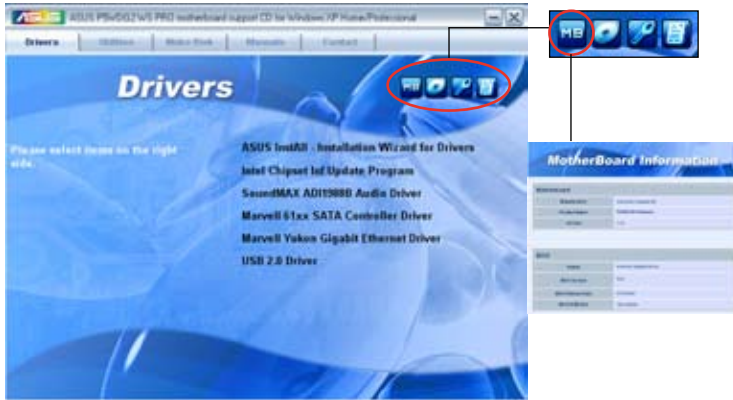 ASUS P5WDG2 WS PRO motherboard support CD for Windows XP Home/Professional
Drivers Utilities Make Disk Manuals Contact
Drivers
MB
MB
Please select items on the right side.
ASUS InstAll - Installation Wizard for Drivers
Intel Chipset Inf Update Program
SoundMAX ADI1988B Audio Driver
Marvell 61xx SATA Controller Driver
Marvell Yukon Gigabit Ethernet Driver
USB 2.0 Driver
MotherBoard Information